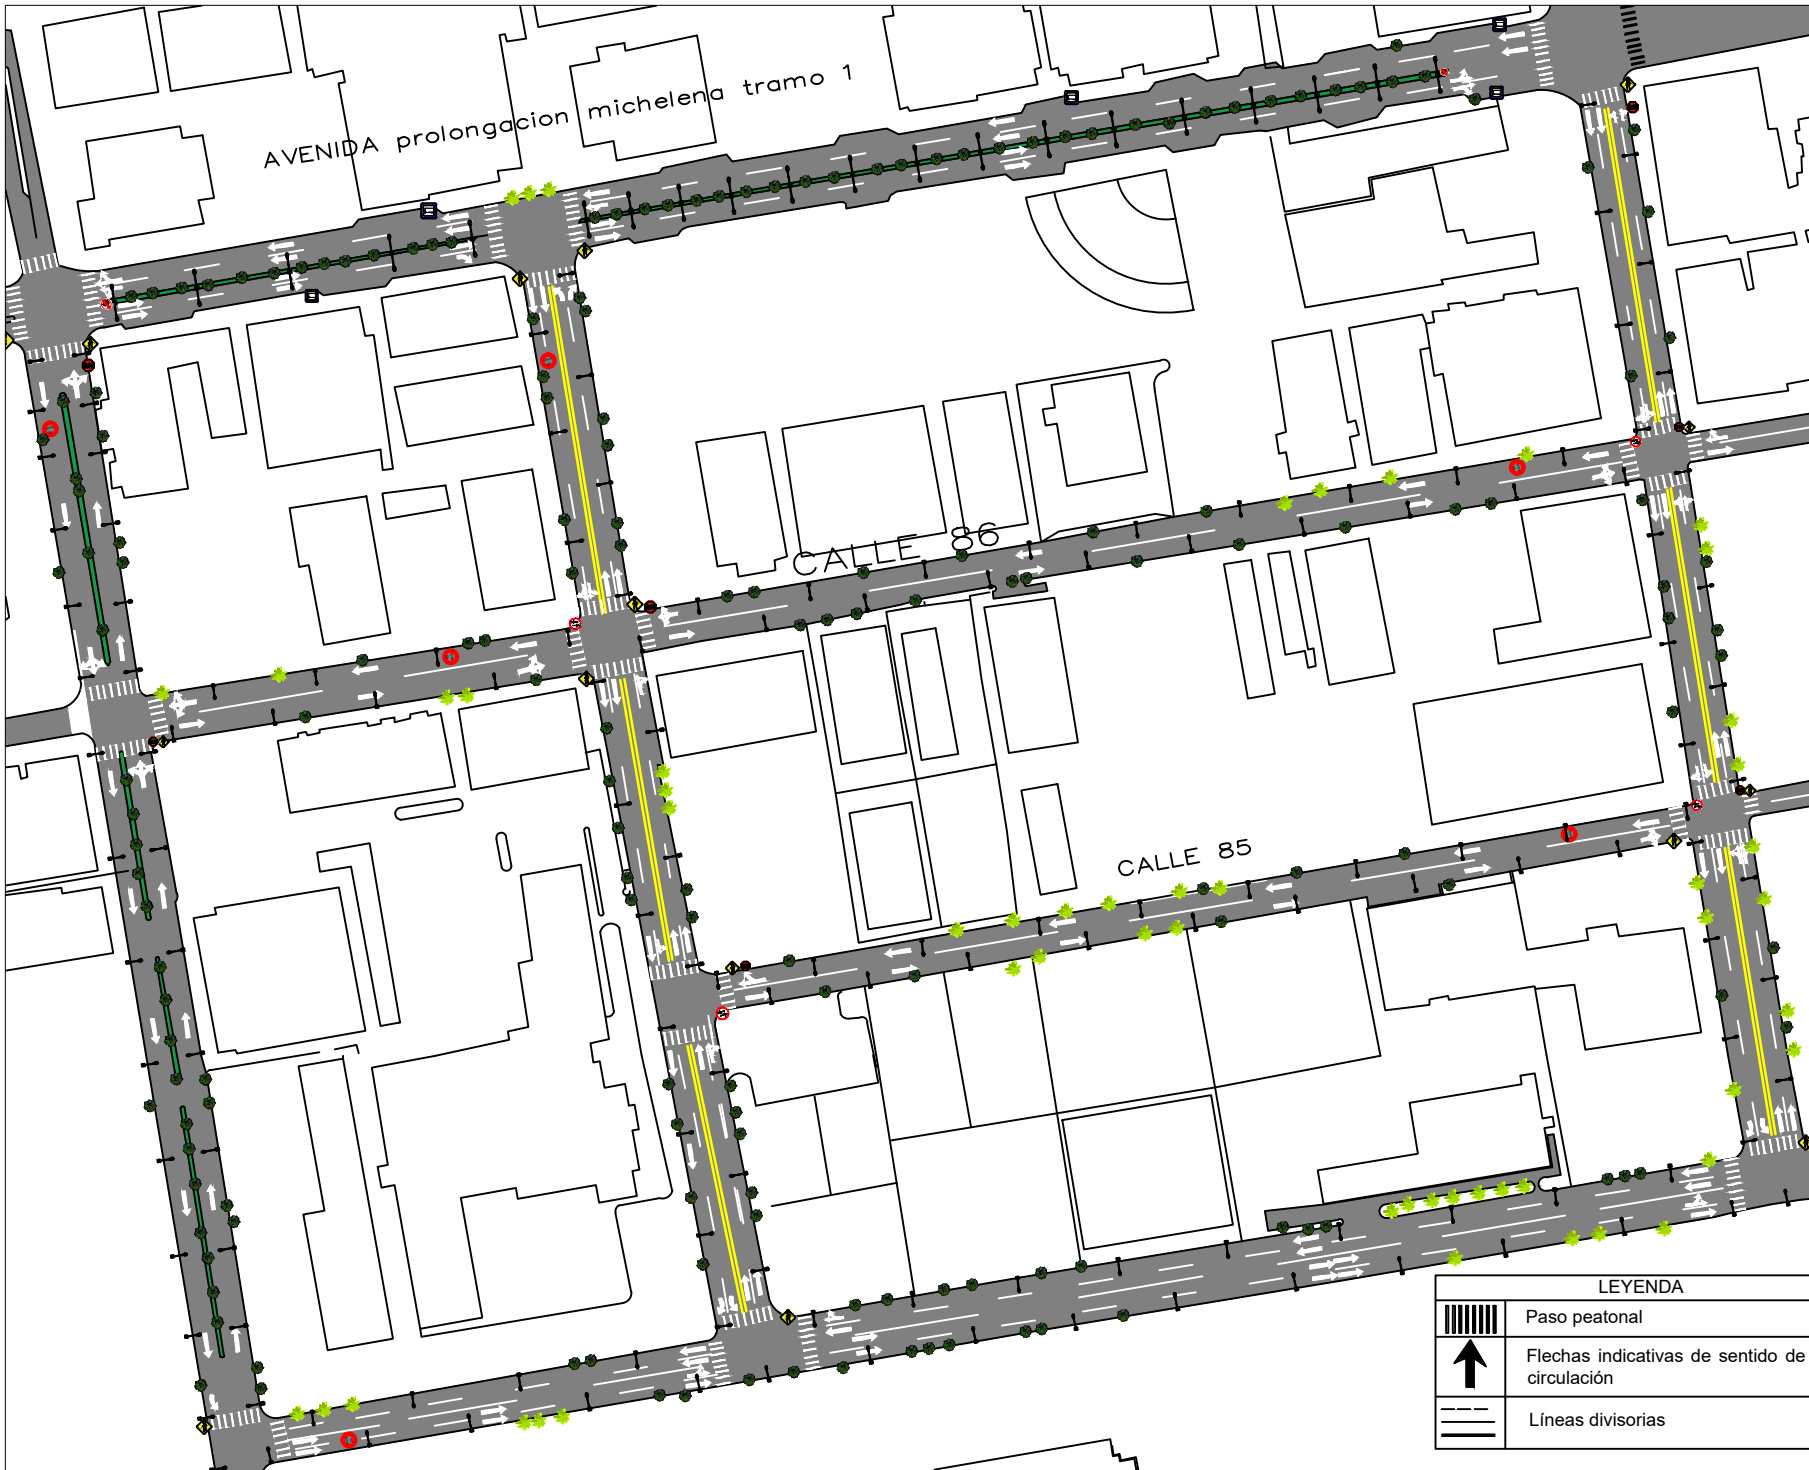 AVENIDA prolongacion michelena tramo 1
CALLE 86
CALLE 85
LEYENDA
Paso peatonal
Flechas indicativas de sentido de
circulación
Líneas divisorias